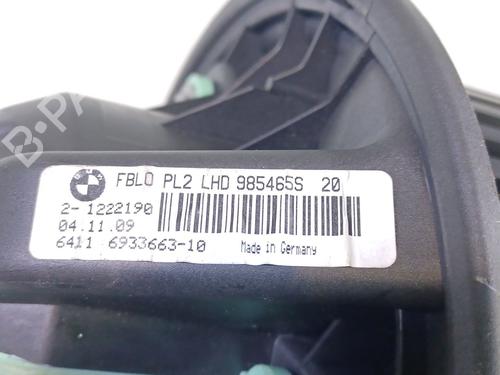 FBLO PL2 LHD 985465S 20
2-1222190
04.11.09
6411 6933663-10 Made in Germany